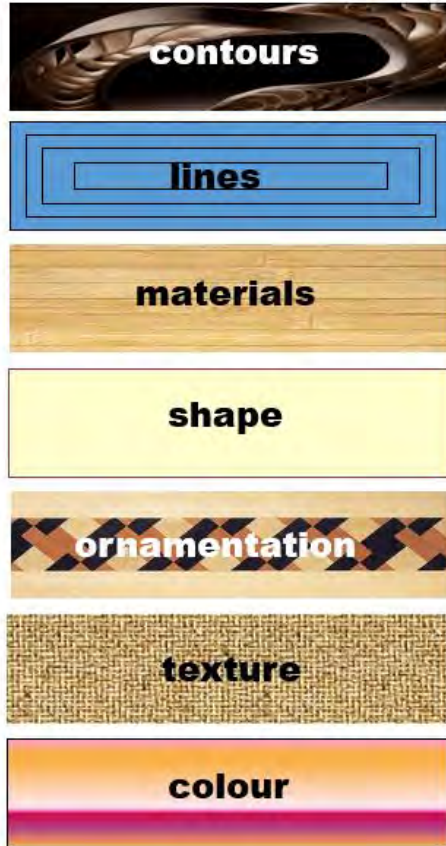 contours
lines
materials
shape
ornamentation
texture
colour